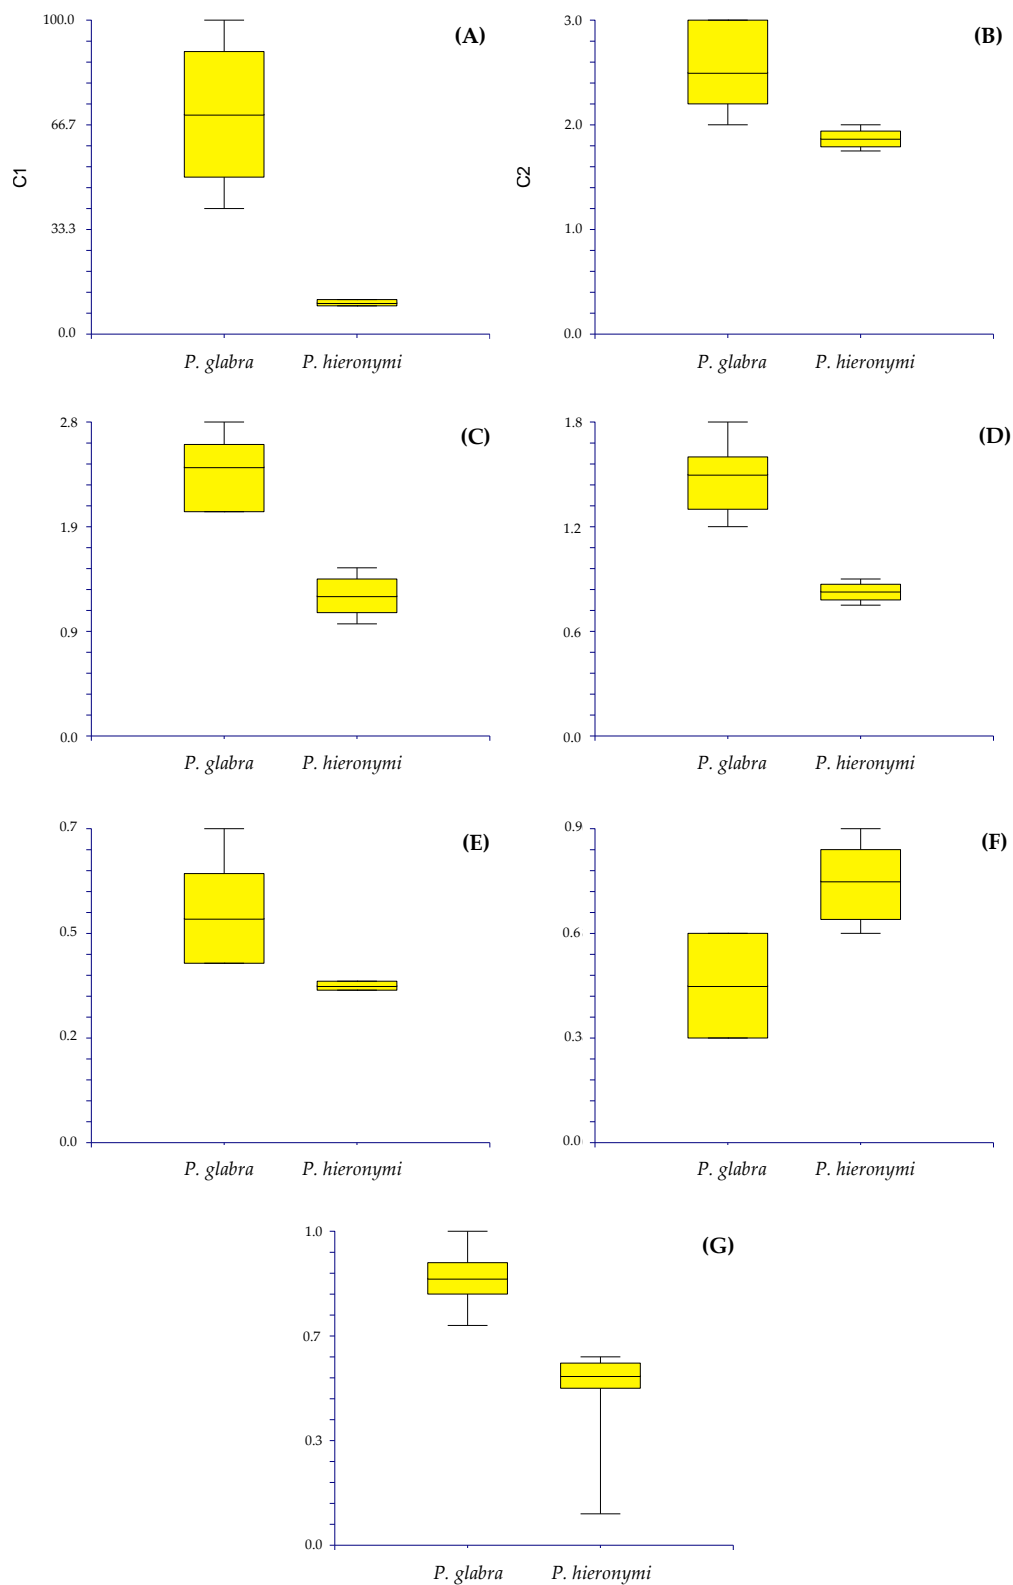 100.0
(A)
66.7
C1
33.3
0.0
P. glabra P. hieronymi
3.0
(B)
2.0
C2
1.0
0.0
P. glabra P. hieronymi
2.8
(C)
1.9
0.9
0.0
P. glabra P. hieronymi
1.8
(D)
1.2
0.6
0.0
P. glabra P. hieronymi
0.7
(E)
0.5
0.2
0.0
P. glabra P. hieronymi
0.9
(F)
0.6
0.3
0.0
P. glabra P. hieronymi
1.0
(G)
0.7
0.3
0.0
P. glabra P. hieronymi